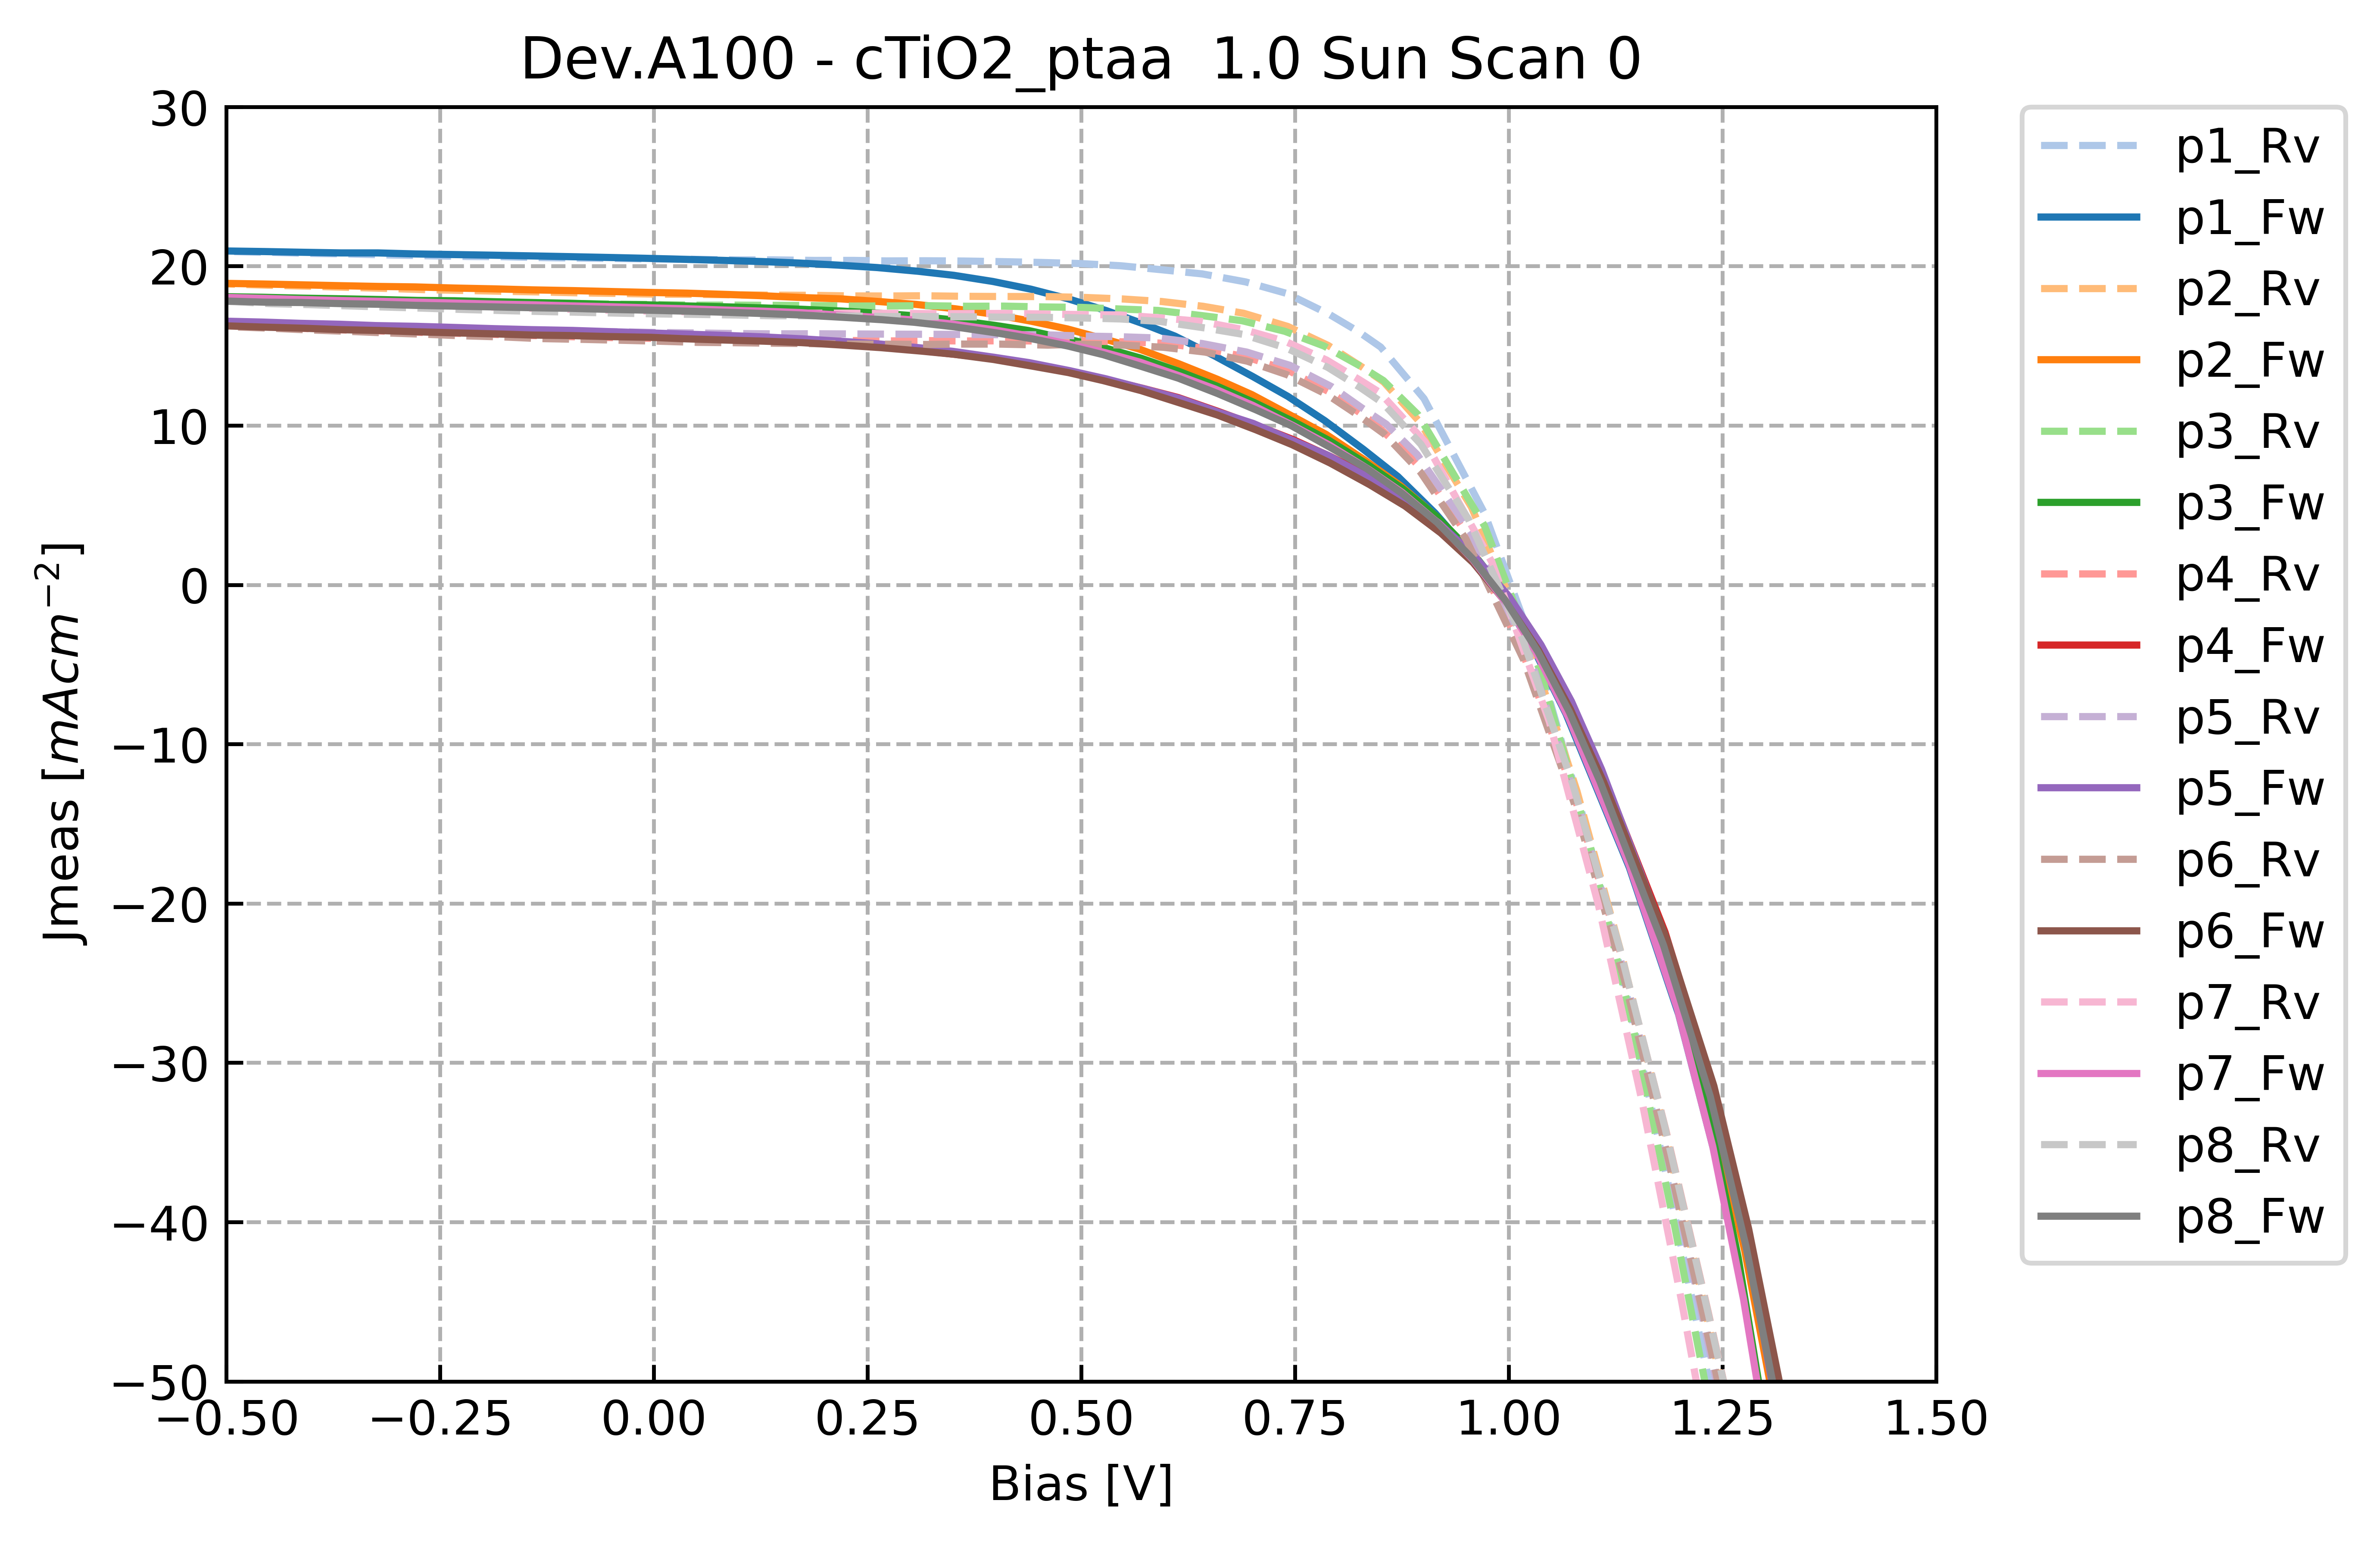 Dev.A100 - cTiO2_ptaa  1.0 Sun Scan 0
30
20
10
0
−10
−20
−30
−40
−50
Jmeas [mAcm⁻²]
−0.50 −0.25 0.00 0.25 0.50 0.75 1.00 1.25 1.50
Bias [V]
p1_Rv
p1_Fw
p2_Rv
p2_Fw
p3_Rv
p3_Fw
p4_Rv
p4_Fw
p5_Rv
p5_Fw
p6_Rv
p6_Fw
p7_Rv
p7_Fw
p8_Rv
p8_Fw